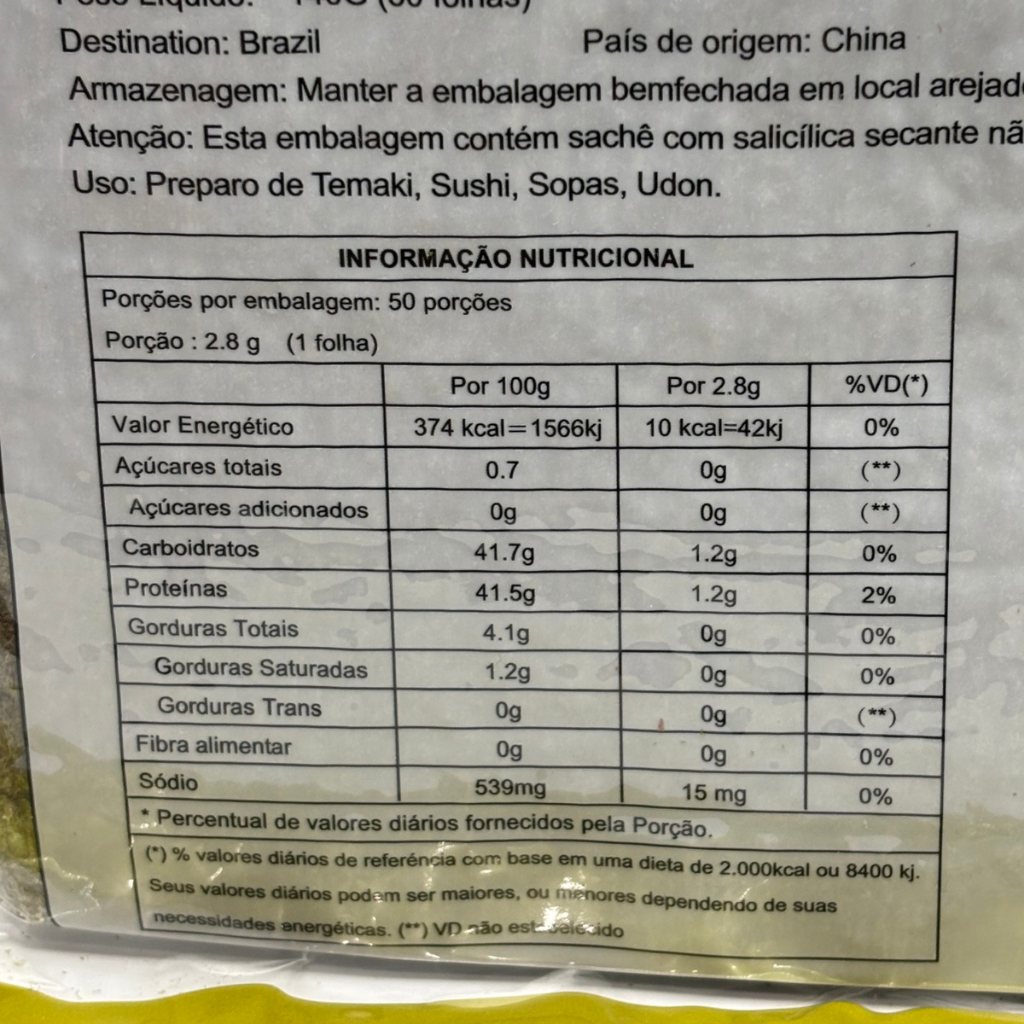 Peso Líquido: 140G (50 folhas)
Destination: Brazil País de origem: China
Armazenagem: Manter a embalagem bemfechada em local
Atenção: Esta embalagem contém sachê com salicílica secante
Uso: Preparo de Temaki, Sushi, Sopas, Udon.
INFORMAÇÃO NUTRICIONAL
Porções por embalagem: 50 porções
Porção : 2.8 g (1 folha)
Por 100g Por 2.8g %VD(*)
Valor Energético 374 kcal=1566kj 10 kcal=42kj 0%
Açúcares totais 0.7 0g (**)
Açúcares adicionados 0g 0g (**)
Carboidratos 41.7g 1.2g 0%
Proteínas 41.5g 1.2g 2%
Gorduras Totais 4.1g 0g 0%
Gorduras Saturadas 1.2g 0g 0%
Gorduras Trans 0g 0g (**)
Fibra alimentar 0g 0g 0%
Sódio 539mg 15 mg 0%
* Percentual de valores diários fornecidos pela Porção.
(*) % valores diários de referência com base em uma dieta de 2.000kcal ou 8400 kj.
Seus valores diários podem ser maiores, ou menores dependendo de suas
necessidades energéticas. (**) VD não estabelecido